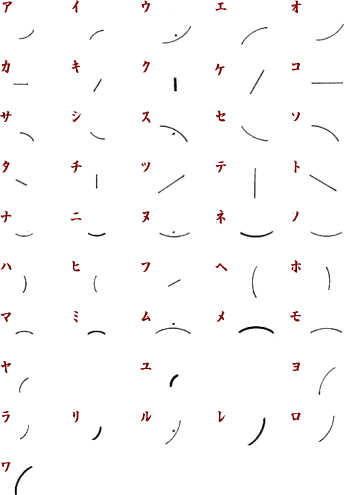 ア イ ウ エ オ
カ キ ク ケ コ
サ シ ス セ ソ
タ チ ツ テ ト
ナ ニ ヌ ネ ノ
ハ ヒ フ ヘ ホ
マ ミ ム メ モ
ヤ ユ ヨ
ラ リ ル レ ロ
ワ